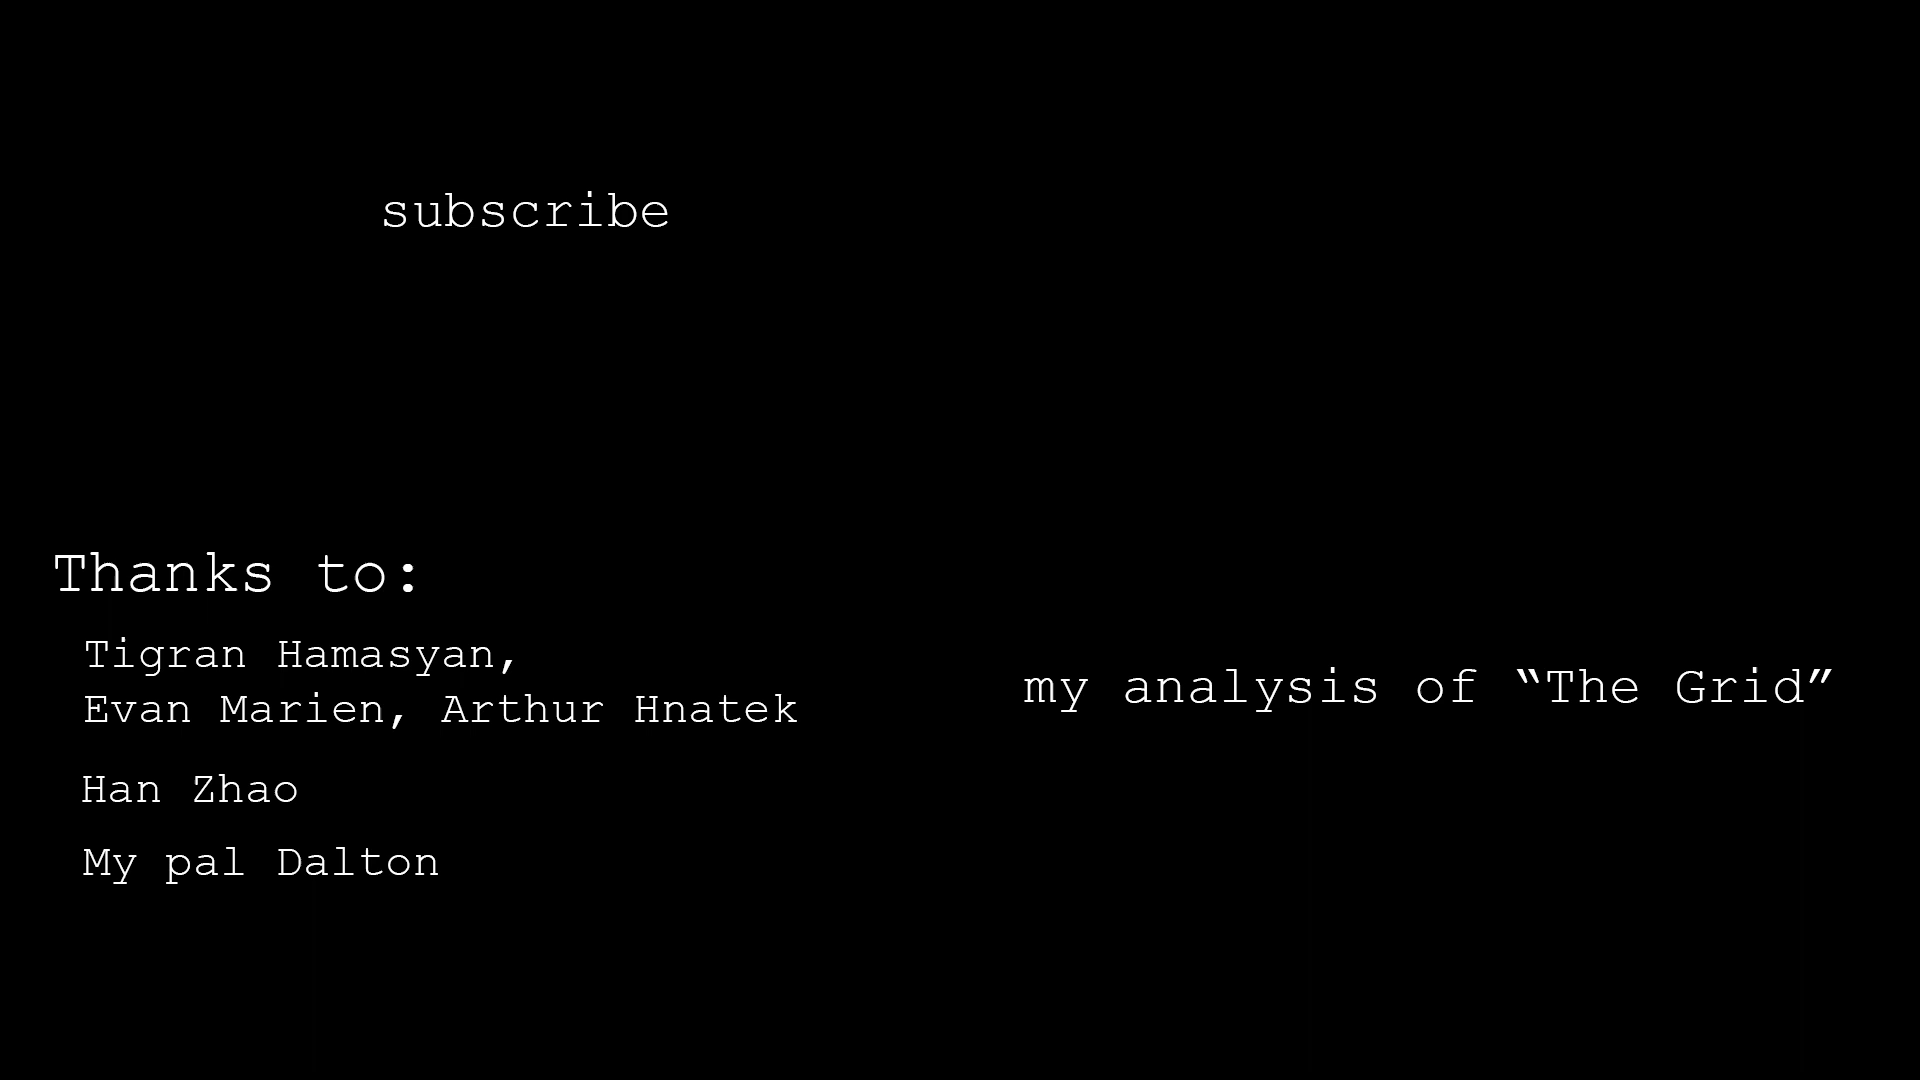 subscribe
Thanks to:
Tigran Hamasyan,
Evan Marien, Arthur Hnatek
Han Zhao
My pal Dalton
my analysis of “The Grid”